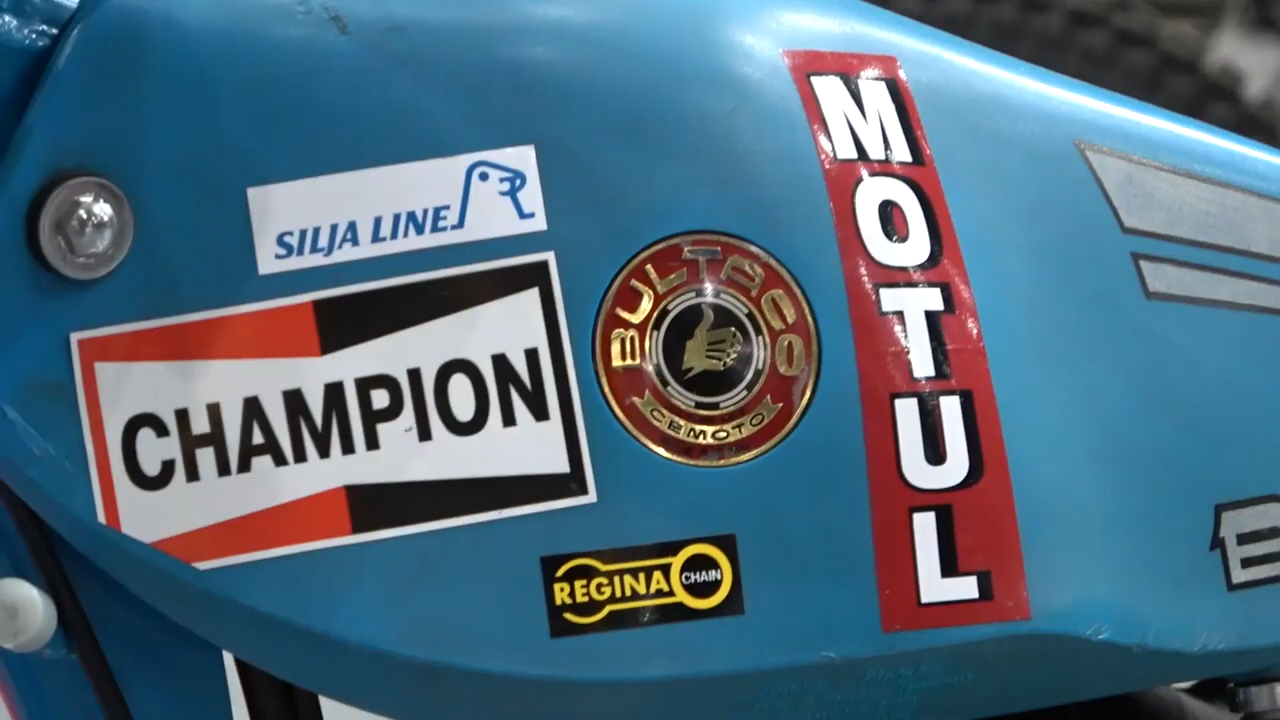 SILJA LINE
CHAMPION
BULTACO
CEMOTO
MOTUL
REGINA CHAIN